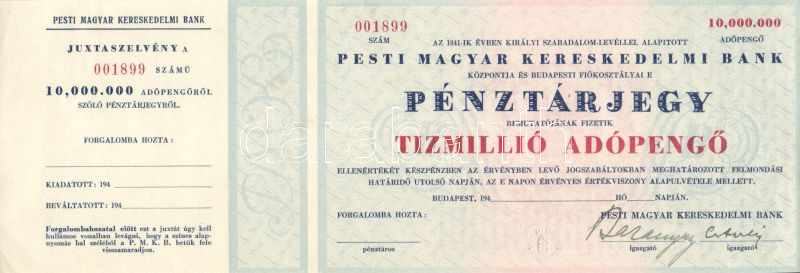 PESTI MAGYAR KERESKEDELMI BANK
JUXTASZELVÉNY A
001899 SZÁMÚ
10,000.000 ADÓPENGŐRŐL
SZÓLÓ PÉNZTÁRJEGYRŐL.
FORGALOMBA HOZTA :
KIADATOTT : 194
BEVÁLTATOTT : 194
Forgalombahozatal előtt ezt a juxtát úgy kell
hullámos vonalban levágni, hogy a színes alap-
nyomás bal széléből a P. M. K. B. betűk fele
visszamaradjon.
001899
SZÁM
10,000.000
ADÓPENGŐ
AZ 1841-IK ÉVBEN KIRÁLYI SZABADALOM-LEVÉLLEL ALAPITOTT
PESTI MAGYAR KERESKEDELMI BANK
KÖZPONTJA ÉS BUDAPESTI FIÓKOSZTÁLYAI E
PÉNZTÁRJEGY
BEMUTATÓJÁNAK FIZETIK
TIZMILLIÓ ADÓPENGŐ
ELLENÉRTÉKÉT KÉSZPÉNZBEN AZ ÉRVÉNYBEN LEVŐ JOGSZABÁLYOKBAN MEGHATÁROZOTT FELMONDÁSI
HATÁRIDŐ UTOLSÓ NAPJÁN, AZ E NAPON ÉRVÉNYES ÉRTÉKVISZONY ALAPULVÉTELE MELLETT.
BUDAPEST, 194 HÓ NAPJÁN.
FORGALOMBA HOZTA : PESTI MAGYAR KERESKEDELMI BANK
pénztáros igazgató igazgató